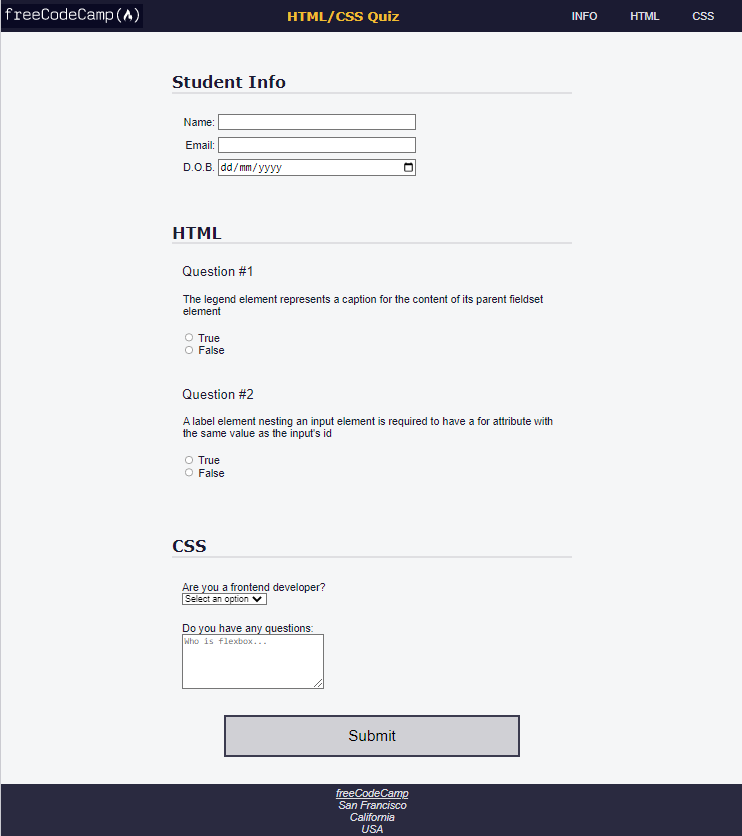 freeCodeCamp(🔥) HTML/CSS Quiz INFO HTML CSS
Student Info
Name:
Email:
D.O.B. dd/mm/yyyy
HTML
Question #1
The legend element represents a caption for the content of its parent fieldset
element
True
False
Question #2
A label element nesting an input element is required to have a for attribute with
the same value as the input's id
True
False
CSS
Are you a frontend developer?
Select an option
Do you have any questions:
Who is flexbox...
Submit
freeCodeCamp
San Francisco
California
USA